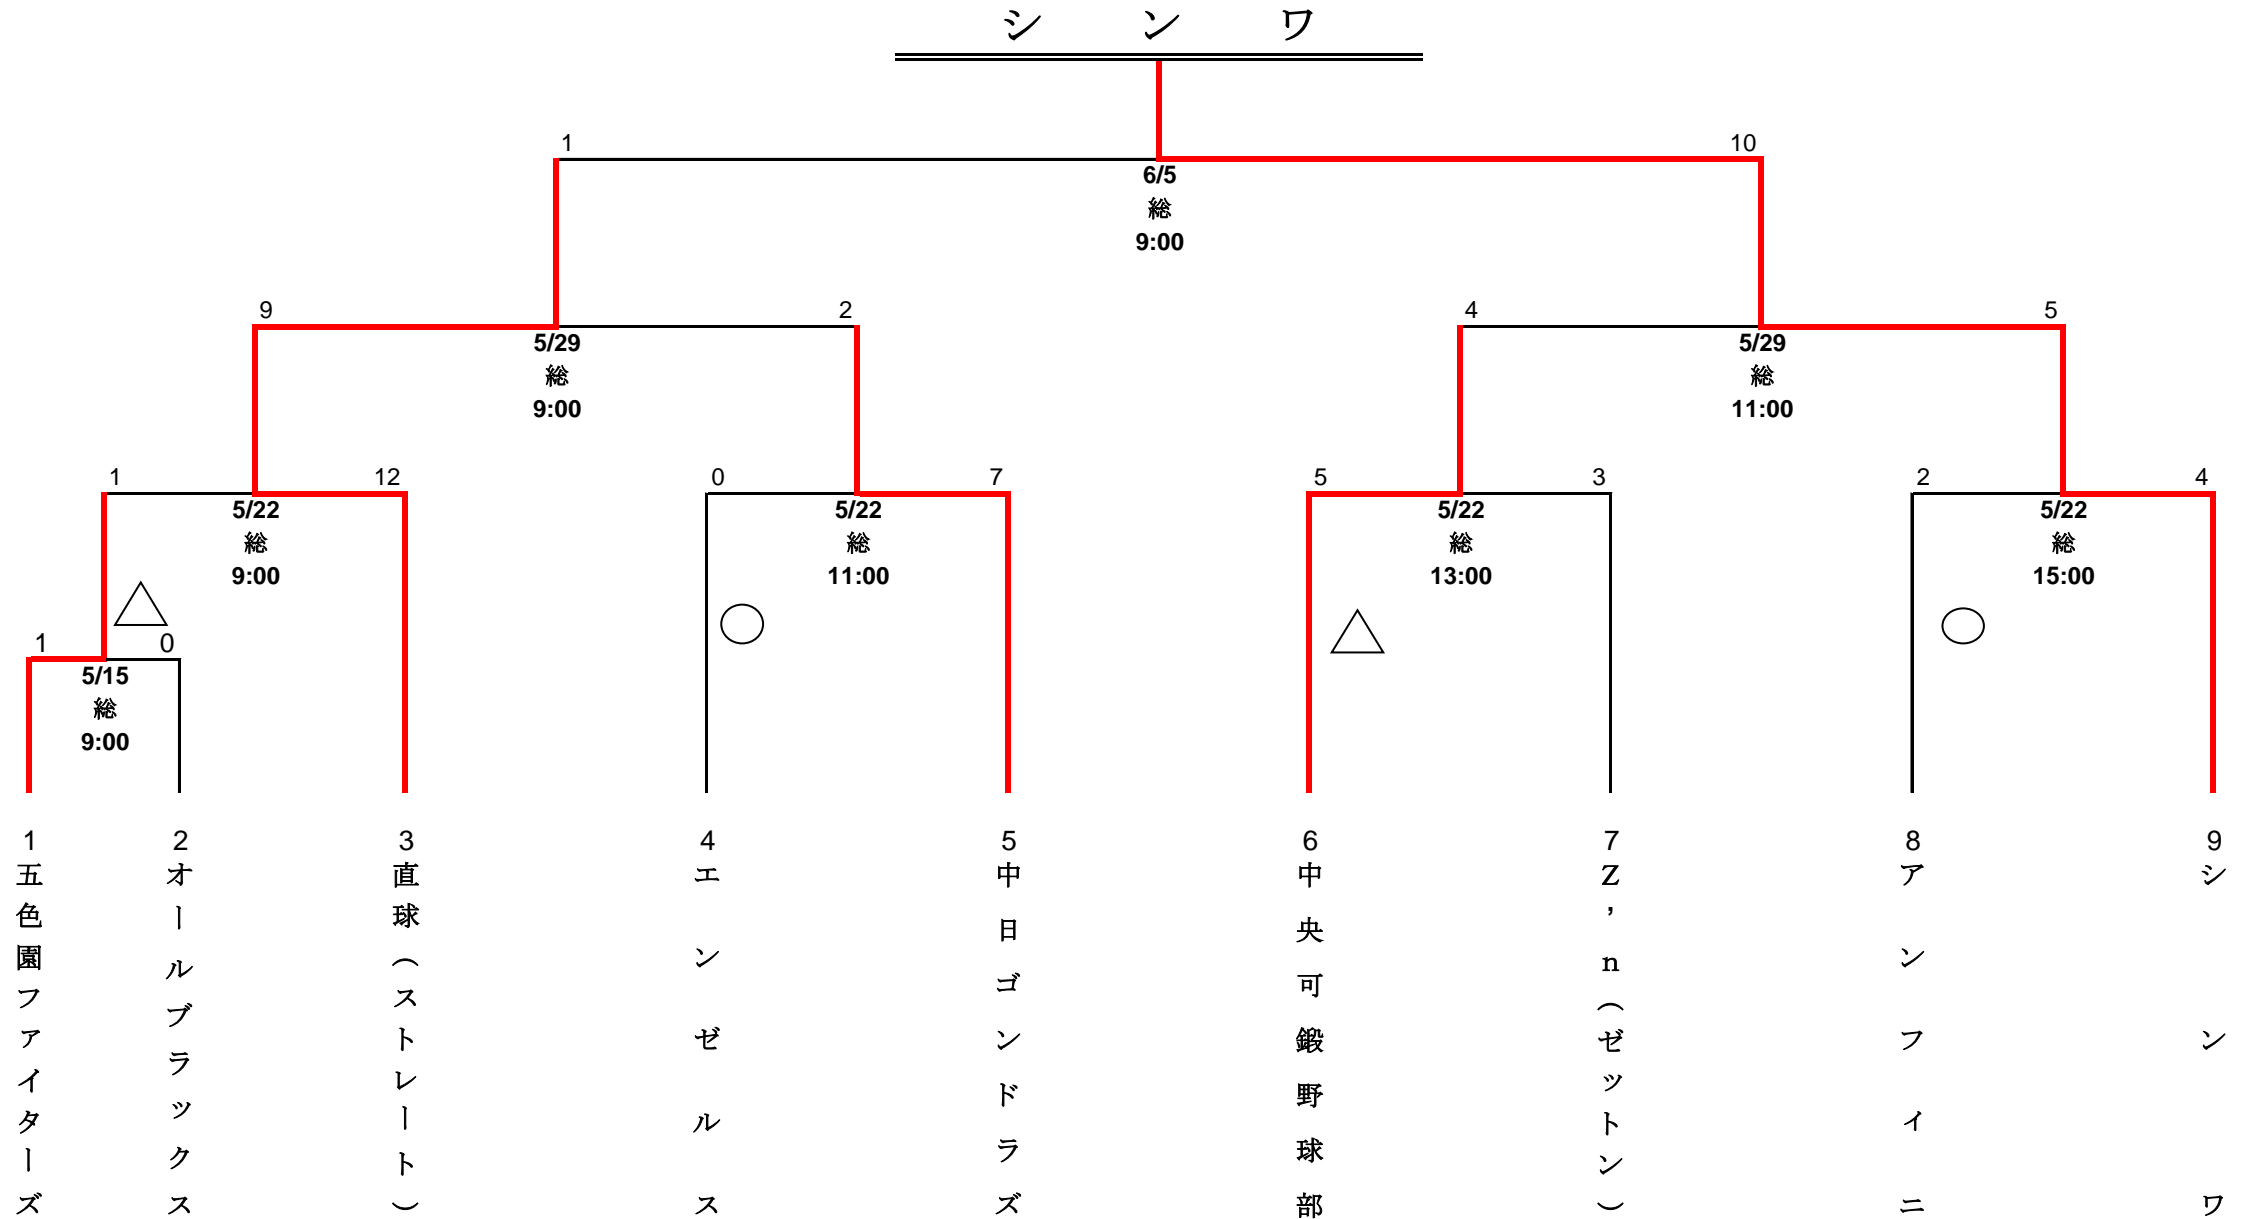 シンワ
1 10
6/5
総
9:00
9 2 4 5
5/29 5/29
総 総
9:00 11:00
1 12 0 7 5 3 2 4
5/22 5/22 5/22 5/22
総 総 総 総
9:00 11:00 13:00 15:00
1 0
5/15
総
9:00
1 2 3 4 5 6 7 8 9
五色園ファイターズ
オールブラックス
直球(ストレート)
エンゼルス
中日ゴンドラズ
中央可鍛野球部
Z’n(ゼットン)
アンフィニ
シンワ